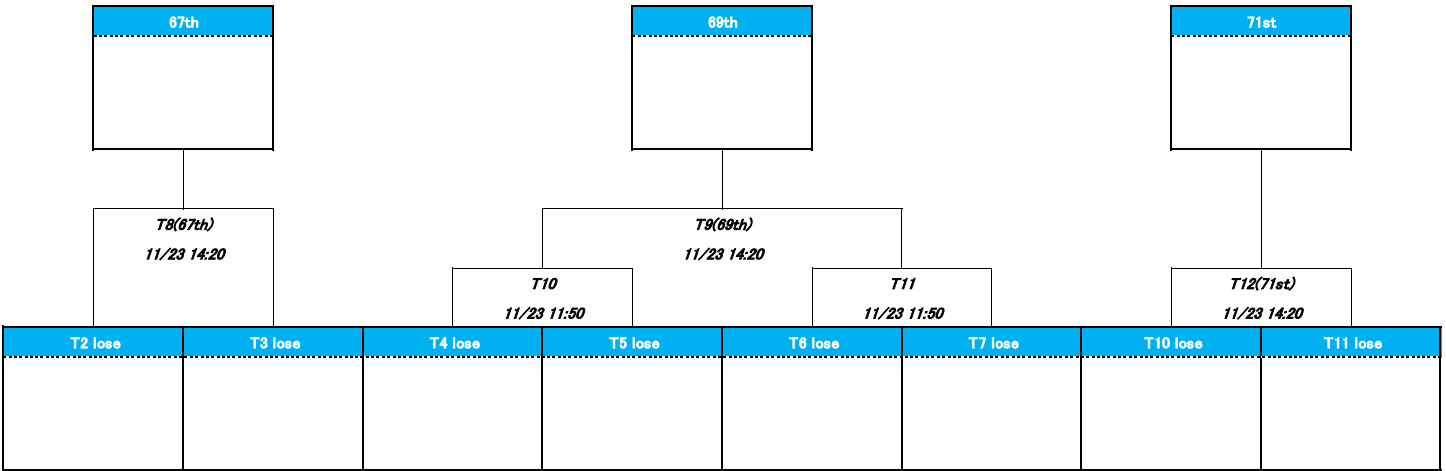 67th
69th
71st
T8(67th)
11/23 14:20
T9(69th)
11/23 14:20
T10
11/23 11:50
T11
11/23 11:50
T12(71st)
11/23 14:20
T2 lose
T3 lose
T4 lose
T5 lose
T6 lose
T7 lose
T10 lose
T11 lose